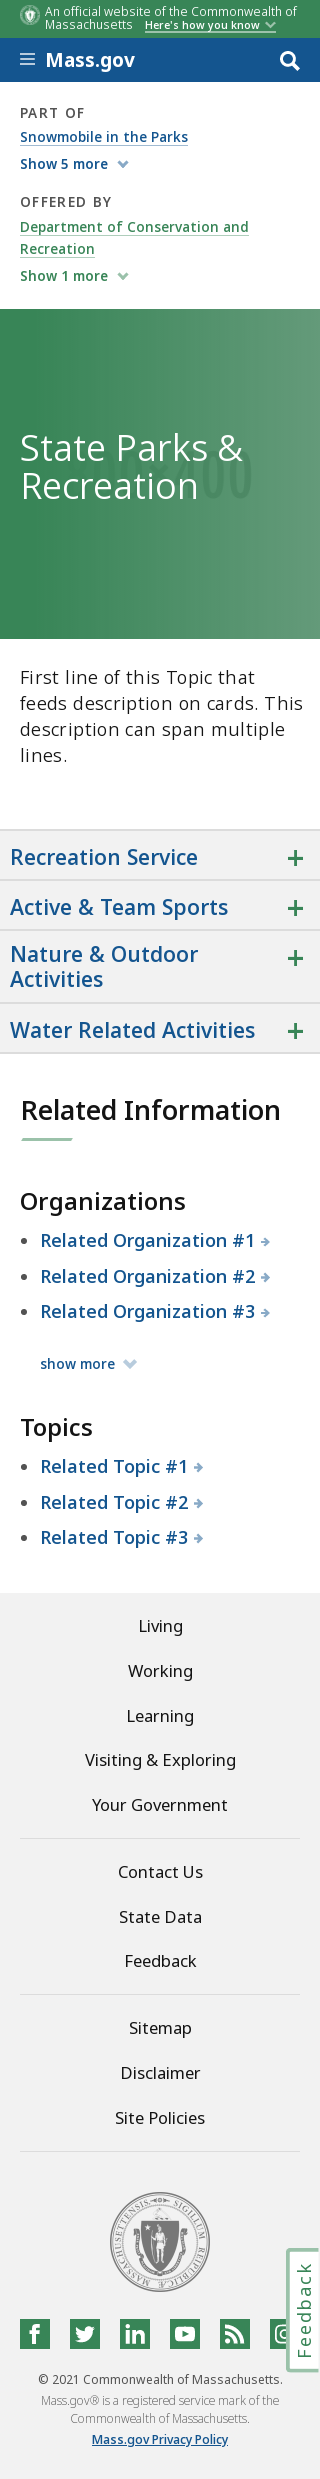 An official website of the Commonwealth of
Massachusetts Here's how you know
Mass.gov
PART OF
Snowmobile in the Parks
Show 5 more
OFFERED BY
Department of Conservation and
Recreation
Show 1 more
State Parks &
Recreation
First line of this Topic that
feeds description on cards. This
description can span multiple
lines.
Recreation Service
Active & Team Sports
Nature & Outdoor
Activities
Water Related Activities
Related Information
Organizations
Related Organization #1
Related Organization #2
Related Organization #3
show more
Topics
Related Topic #1
Related Topic #2
Related Topic #3
Living
Working
Learning
Visiting & Exploring
Your Government
Contact Us
State Data
Feedback
Sitemap
Disclaimer
Site Policies
Feedback
© 2021 Commonwealth of Massachusetts.
Mass.gov® is a registered service mark of the
Commonwealth of Massachusetts.
Mass.gov Privacy Policy